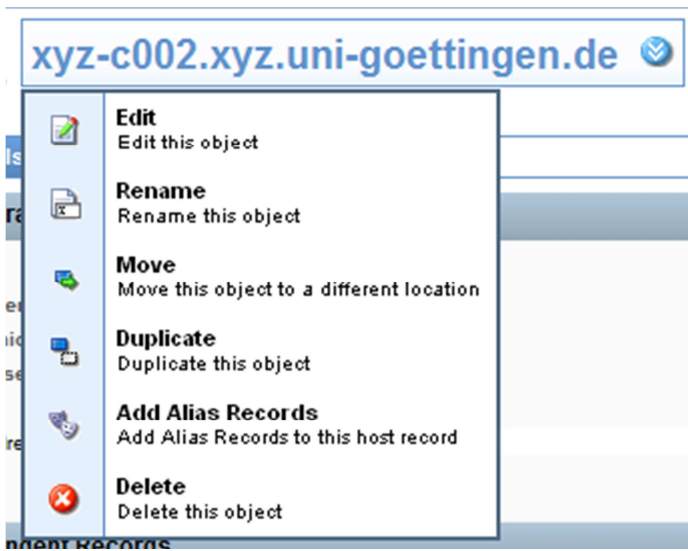 xyz-c002.xyz.uni-goettingen.de
Edit
Edit this object
Rename
Rename this object
Move
Move this object to a different location
Duplicate
Duplicate this object
Add Alias Records
Add Alias Records to this host record
Delete
Delete this object
Records